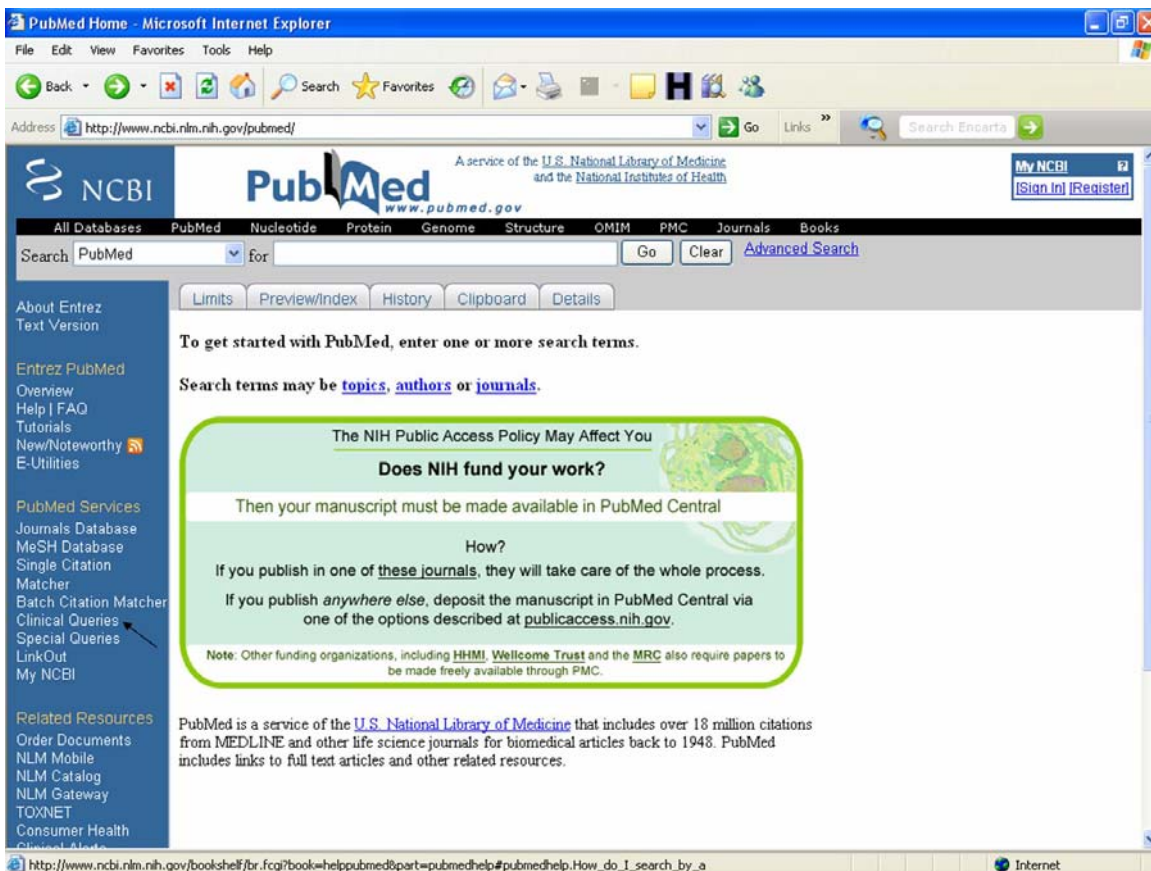 PubMed Home - Microsoft Internet Explorer
File Edit View Favorites Tools Help
Back Search Favorites
Address http://www.ncbi.nlm.nih.gov/pubmed/ Go Links » Search Encarta
NCBI
PubMed
www.pubmed.gov
A service of the U.S. National Library of Medicine
and the National Institutes of Health
My NCBI
[Sign In] [Register]
All Databases PubMed Nucleotide Protein Genome Structure OMIM PMC Journals Books
Search PubMed for Go Clear Advanced Search
Limits Preview/Index History Clipboard Details
About Entrez
Text Version
Entrez PubMed
Overview
Help | FAQ
Tutorials
New/Noteworthy
E-Utilities
PubMed Services
Journals Database
MeSH Database
Single Citation
Matcher
Batch Citation Matcher
Clinical Queries
Special Queries
LinkOut
My NCBI
Related Resources
Order Documents
NLM Mobile
NLM Catalog
NLM Gateway
TOXNET
Consumer Health
Clinical Alerts
To get started with PubMed, enter one or more search terms.
Search terms may be topics, authors or journals.
The NIH Public Access Policy May Affect You
Does NIH fund your work?
Then your manuscript must be made available in PubMed Central
How?
If you publish in one of these journals, they will take care of the whole process.
If you publish anywhere else, deposit the manuscript in PubMed Central via
one of the options described at publicaccess.nih.gov.
Note: Other funding organizations, including HHMI, Wellcome Trust and the MRC also require papers to
be made freely available through PMC.
PubMed is a service of the U.S. National Library of Medicine that includes over 18 million citations
from MEDLINE and other life science journals for biomedical articles back to 1948. PubMed
includes links to full text articles and other related resources.
http://www.ncbi.nlm.nih.gov/bookshelf/br.fcgi?book=helppubmed&part=pubmedhelp#pubmedhelp.How_do_I_search_by_a Internet